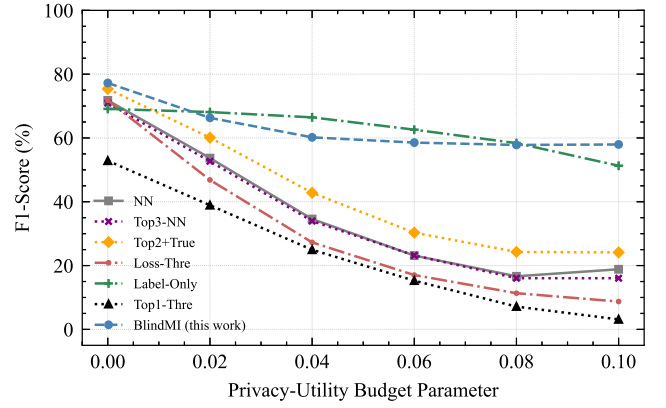 100
80
60
40
20
0
F1-Score (%)
NN
Top3-NN
Top2+True
Loss-Thre
Label-Only
Top1-Thre
BlindMI (this work)
0.00 0.02 0.04 0.06 0.08 0.10
Privacy-Utility Budget Parameter